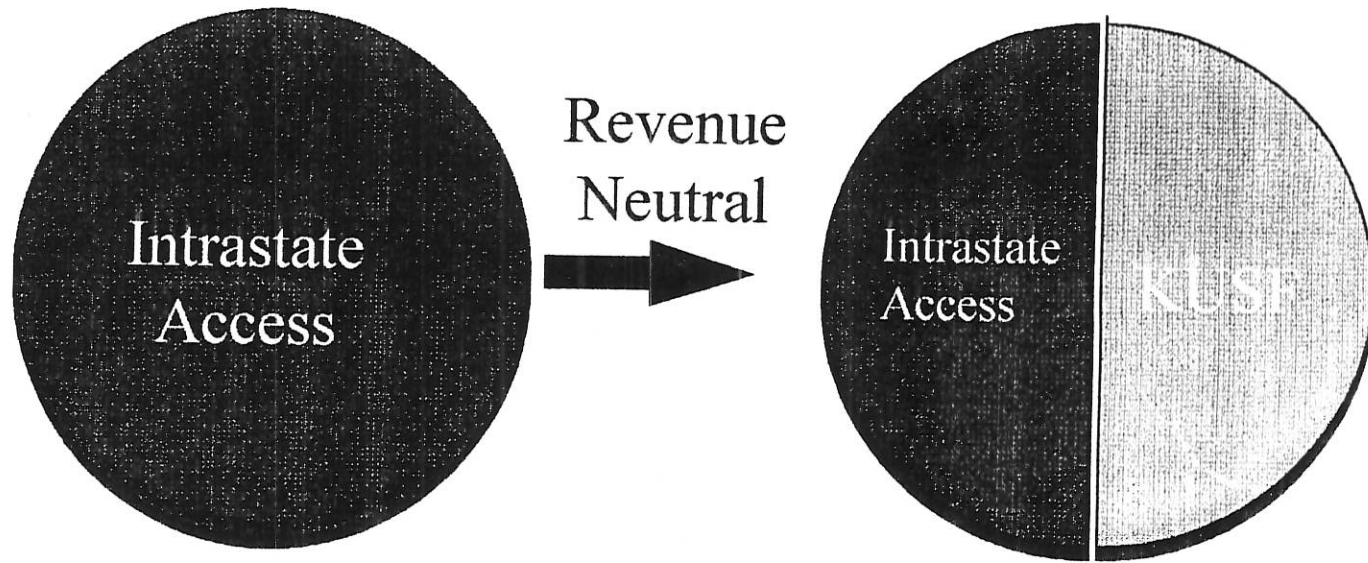 Intrastate
Access
Revenue
Neutral
Intrastate
Access
KUSF